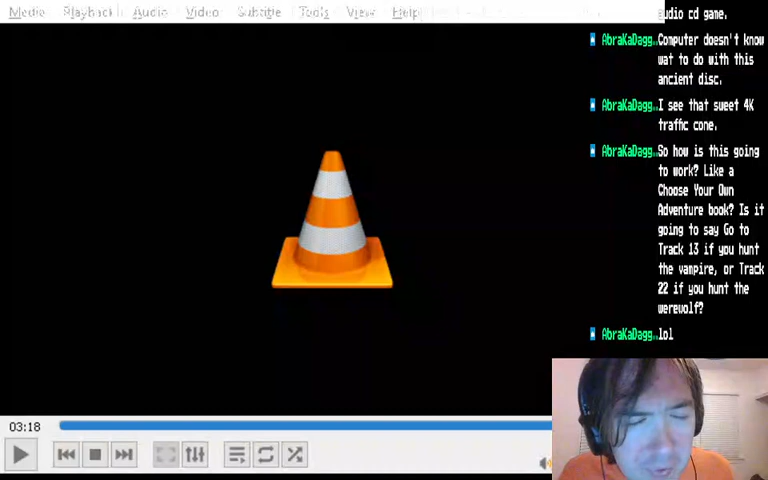 Media Playback Audio Video Subtitle Tools View Help
audio cd game.
AbraKaDagg..Computer doesn't know
wat to do with this
ancient disc.
AbraKaDagg..I see that sweet 4K
traffic cone.
AbraKaDagg..So how is this going
to work? Like a
Choose Your Own
Adventure book? Is it
going to say Go to
Track 13 if you hunt
the vampire, or Track
22 if you hunt the
werewolf?
AbraKaDagg..lol
03:18